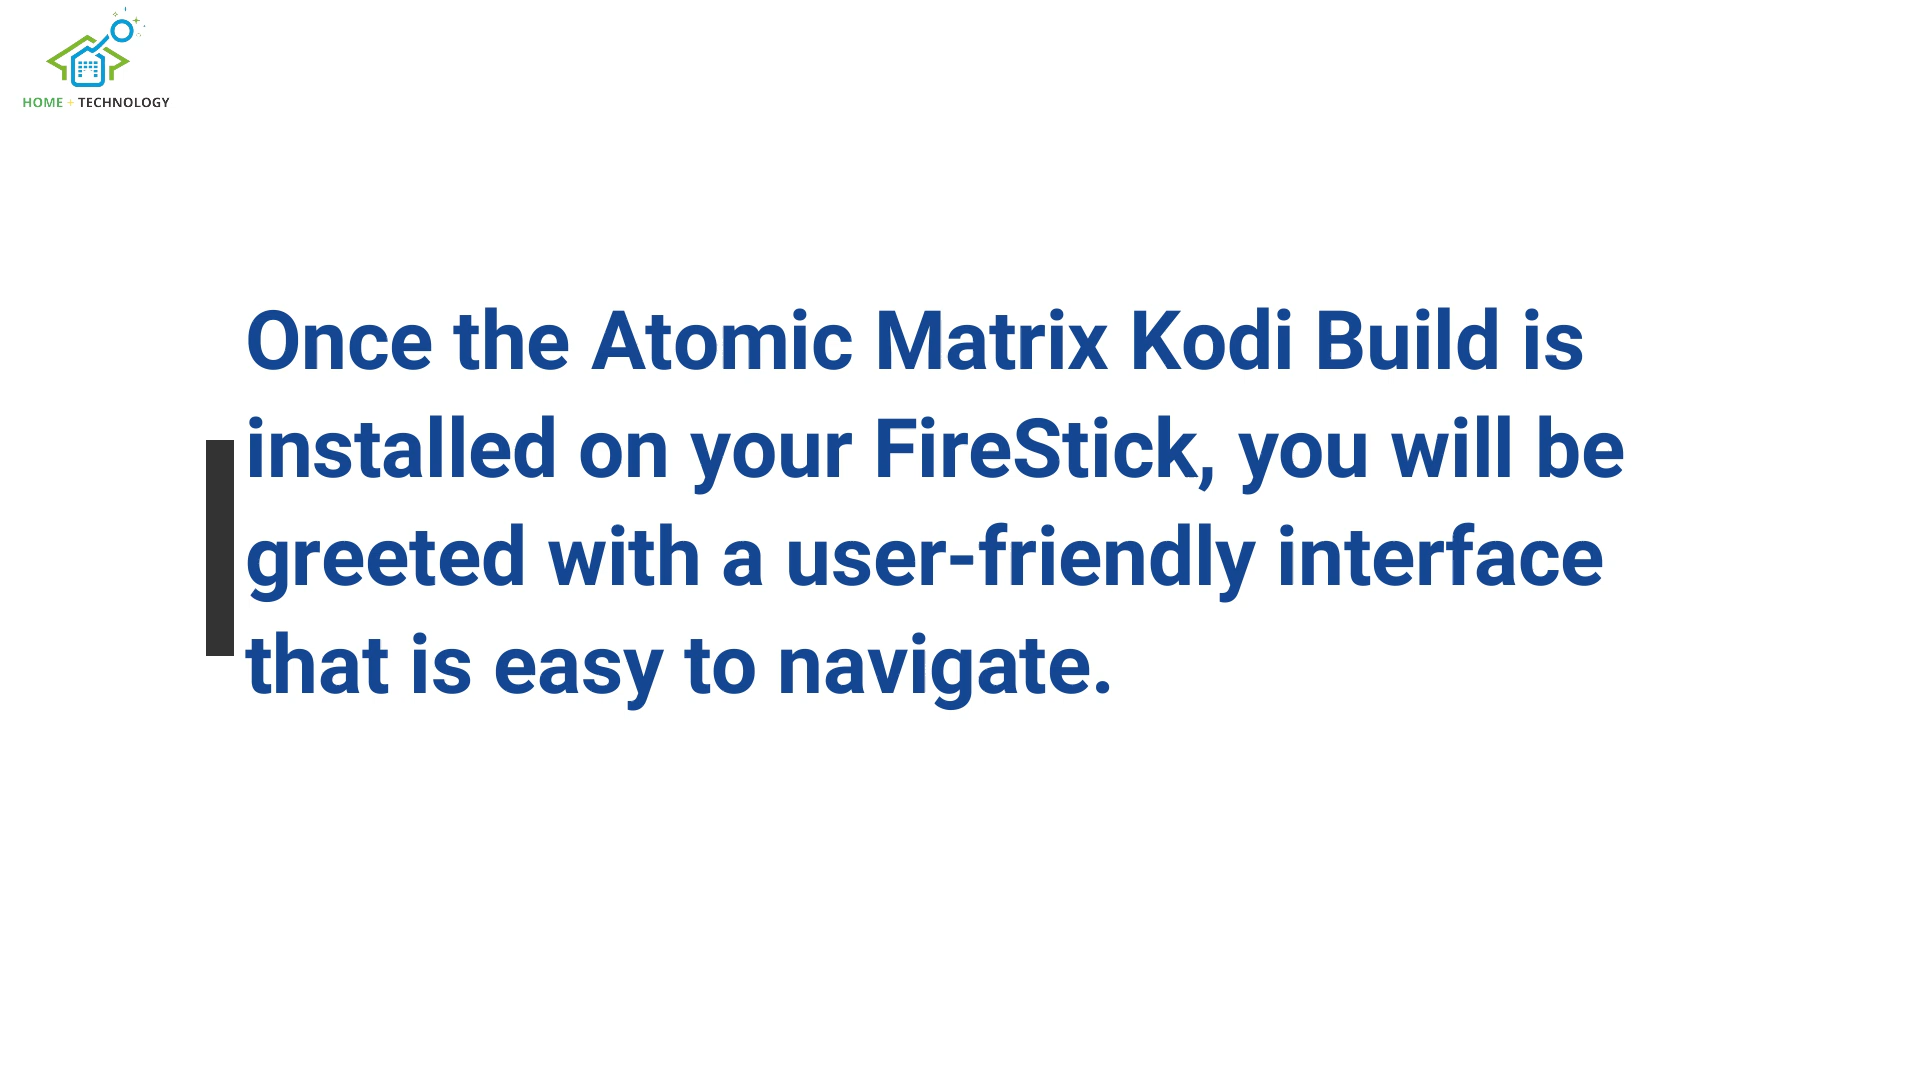 HOME + TECHNOLOGY
Once the Atomic Matrix Kodi Build is
installed on your FireStick, you will be
greeted with a user-friendly interface
that is easy to navigate.